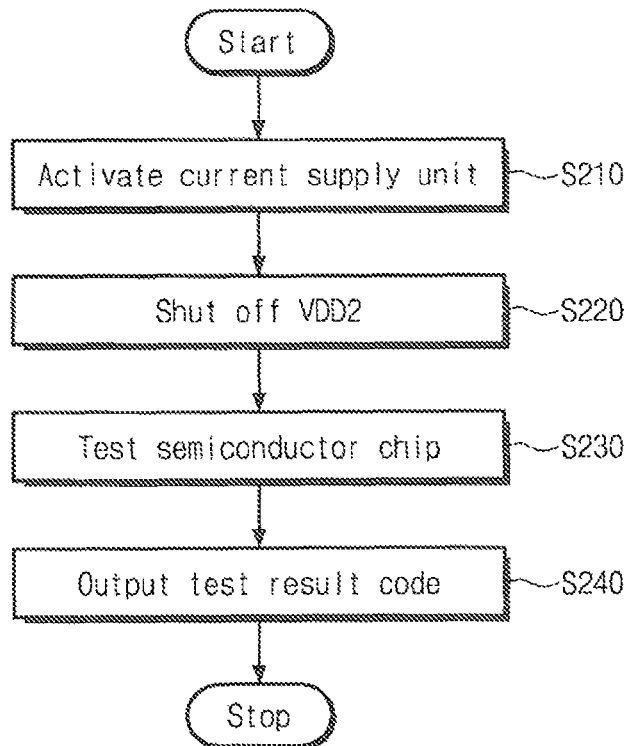 Start
Activate current supply unit
S210
Shut off VDD2
S220
Test semiconductor chip
S230
Output test result code
S240
Stop